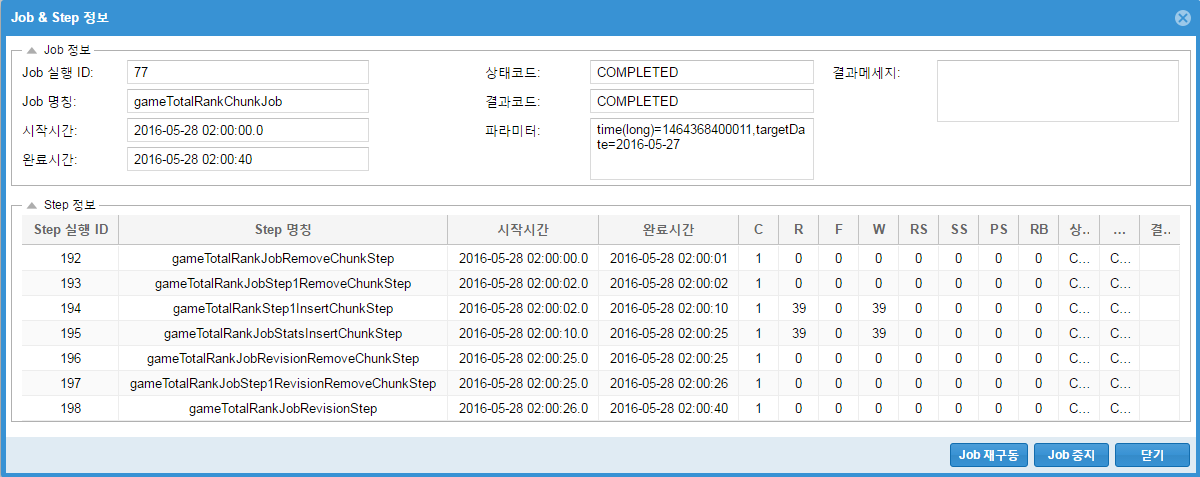 Job & Step 정보
Job 정보
Job 실행 ID: 77 상태코드: COMPLETED 결과메세지:
Job 명칭: gameTotalRankChunkJob 결과코드: COMPLETED
시작시간: 2016-05-28 02:00:00.0 파라미터: time(long)=1464368400011,targetDa
te=2016-05-27
완료시간: 2016-05-28 02:00:40
Step 정보
Step 실행 ID Step 명칭 시작시간 완료시간 C R F W RS SS PS RB 상.. ... 결..
192 gameTotalRankJobRemoveChunkStep 2016-05-28 02:00:00.0 2016-05-28 02:00:01 1 0 0 0 0 0 0 0 C... C...
193 gameTotalRankJobStep1RemoveChunkStep 2016-05-28 02:00:02.0 2016-05-28 02:00:02 1 0 0 0 0 0 0 0 C... C...
194 gameTotalRankStep1InsertChunkStep 2016-05-28 02:00:02.0 2016-05-28 02:00:10 1 39 0 39 0 0 0 0 C... C...
195 gameTotalRankJobStatsInsertChunkStep 2016-05-28 02:00:10.0 2016-05-28 02:00:25 1 39 0 39 0 0 0 0 C... C...
196 gameTotalRankJobRevisionRemoveChunkStep 2016-05-28 02:00:25.0 2016-05-28 02:00:25 1 0 0 0 0 0 0 0 C... C...
197 gameTotalRankJobStep1RevisionRemoveChunkStep 2016-05-28 02:00:25.0 2016-05-28 02:00:26 1 0 0 0 0 0 0 0 C... C...
198 gameTotalRankJobRevisionStep 2016-05-28 02:00:26.0 2016-05-28 02:00:40 1 0 0 0 0 0 0 0 C... C...
Job 재구동 Job 중지 닫기